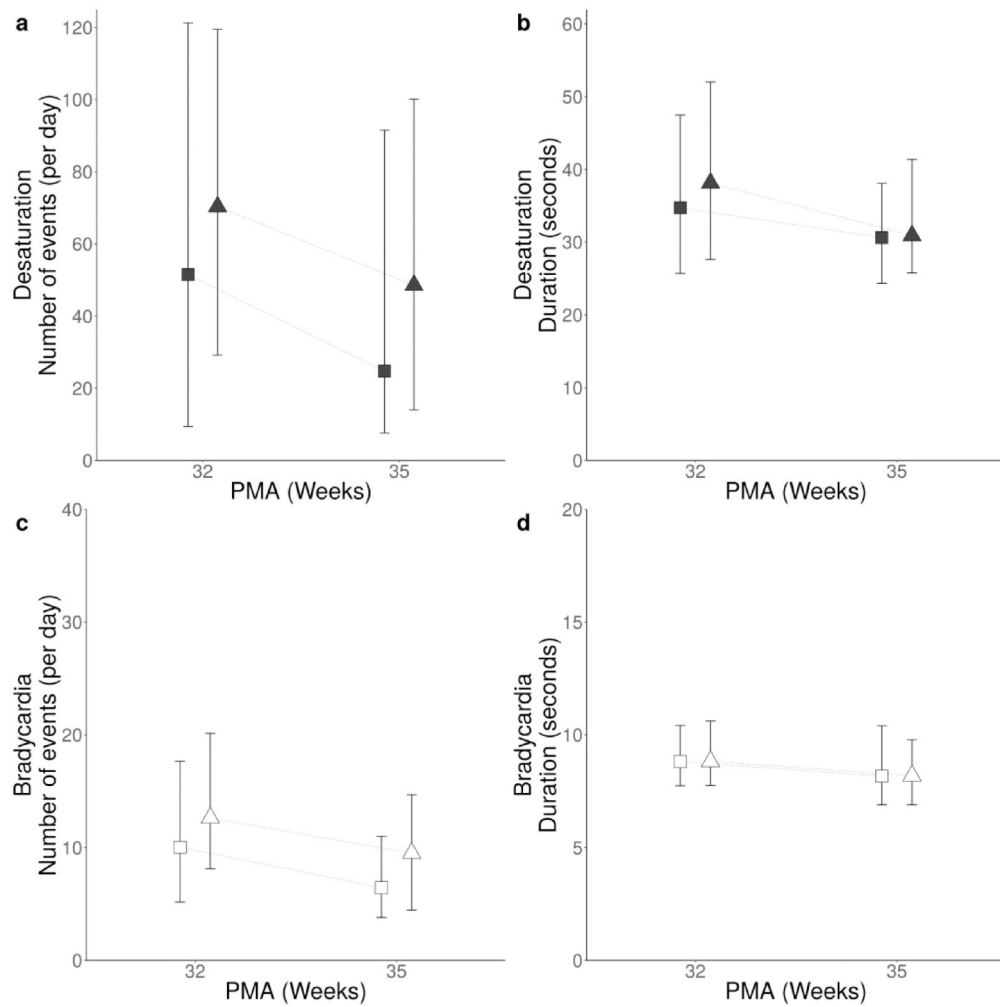 a
Desaturation
Number of events (per day)
120
100
80
60
40
20
0
32
35
PMA (Weeks)
b
Desaturation
Duration (seconds)
60
50
40
30
20
10
0
32
35
PMA (Weeks)
c
Bradycardia
Number of events (per day)
40
30
20
10
0
32
35
PMA (Weeks)
d
Bradycardia
Duration (seconds)
20
15
10
5
0
32
35
PMA (Weeks)